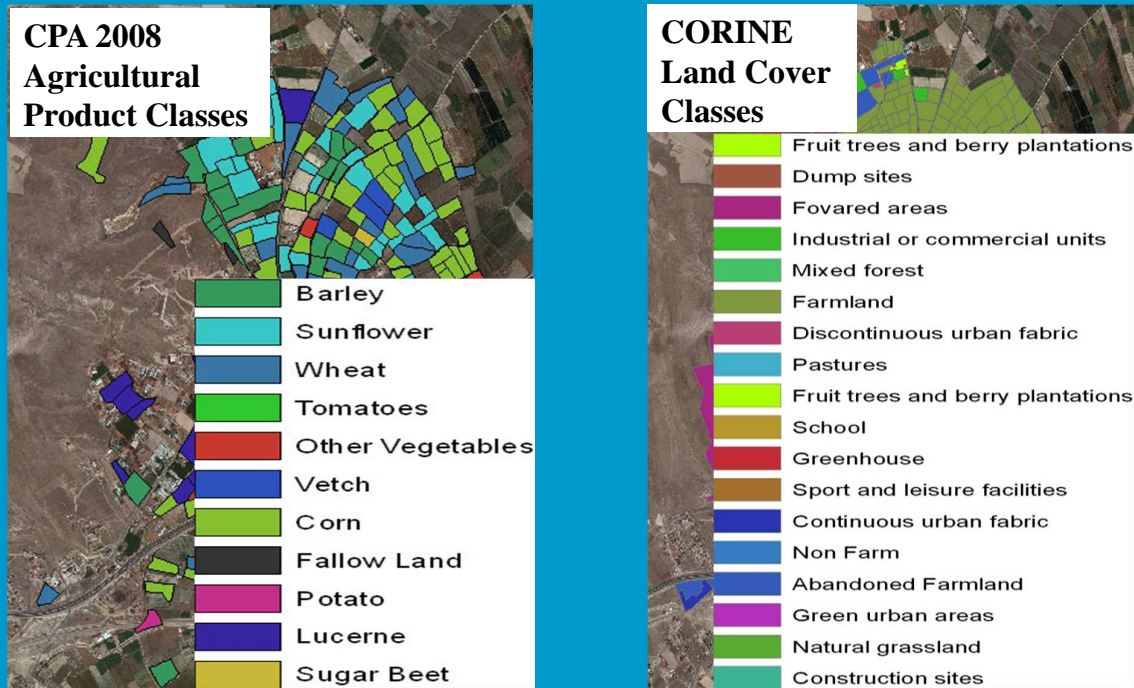 CPA 2008
Agricultural
Product Classes
Barley
Sunflower
Wheat
Tomatoes
Other Vegetables
Vetch
Corn
Fallow Land
Potato
Lucerne
Sugar Beet
CORINE
Land Cover
Classes
Fruit trees and berry plantations
Dump sites
Fovared areas
Industrial or commercial units
Mixed forest
Farmland
Discontinuous urban fabric
Pastures
Fruit trees and berry plantations
School
Greenhouse
Sport and leisure facilities
Continuous urban fabric
Non Farm
Abandoned Farmland
Green urban areas
Natural grassland
Construction sites